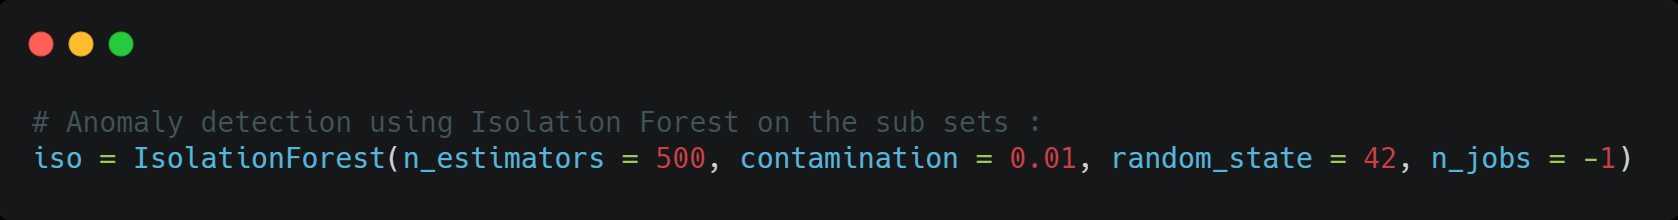 # Anomaly detection using Isolation Forest on the sub sets :
iso = IsolationForest(n_estimators = 500, contamination = 0.01, random_state = 42, n_jobs = -1)